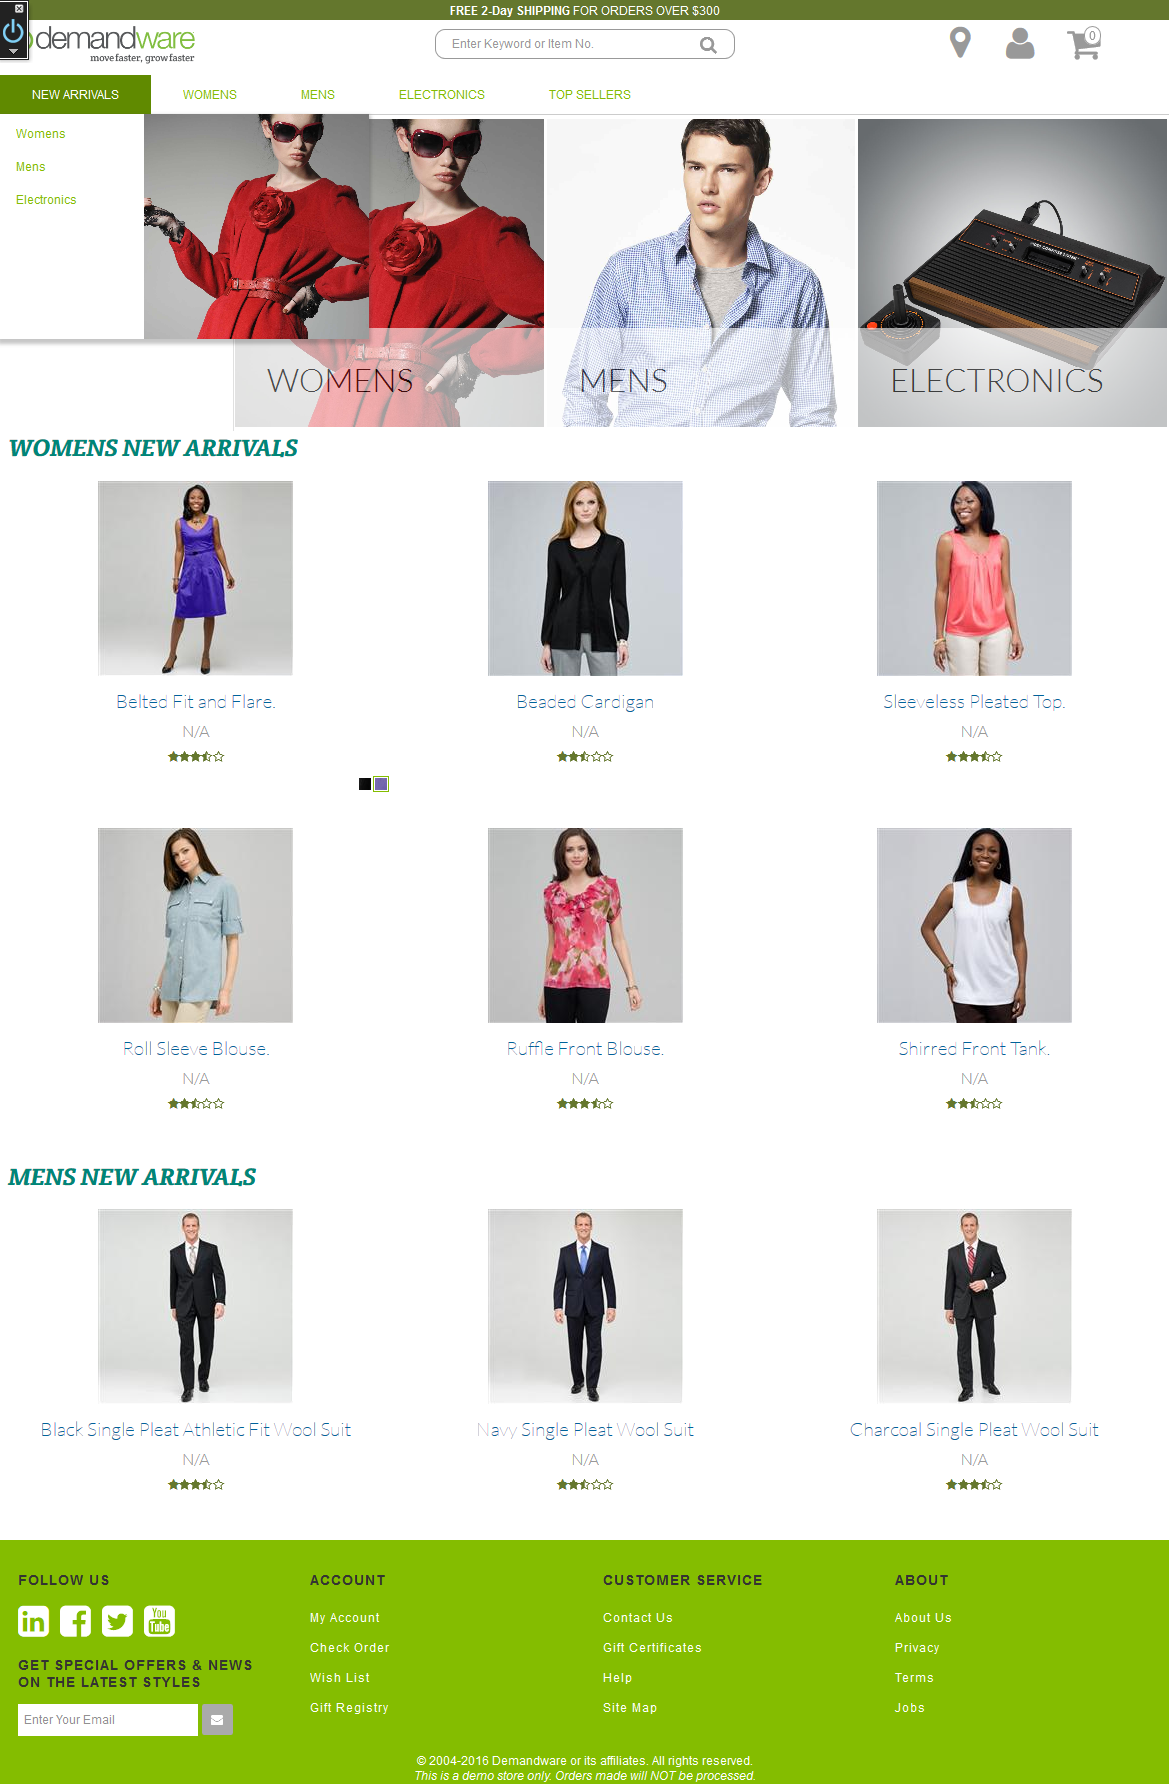 FREE 2-Day SHIPPING FOR ORDERS OVER $300
demandware
move faster, grow faster
Enter Keyword or Item No.
0
NEW ARRIVALS
WOMENS
MENS
ELECTRONICS
TOP SELLERS
Womens
Mens
Electronics
WOMENS
MENS
ELECTRONICS
WOMENS NEW ARRIVALS
Belted Fit and Flare.
N/A
Beaded Cardigan
N/A
Sleeveless Pleated Top.
N/A
Roll Sleeve Blouse.
N/A
Ruffle Front Blouse.
N/A
Shirred Front Tank.
N/A
MENS NEW ARRIVALS
Black Single Pleat Athletic Fit Wool Suit
N/A
Navy Single Pleat Wool Suit
N/A
Charcoal Single Pleat Wool Suit
N/A
FOLLOW US
in
You
Tube
GET SPECIAL OFFERS & NEWS
ON THE LATEST STYLES
Enter Your Email
ACCOUNT
My Account
Check Order
Wish List
Gift Registry
CUSTOMER SERVICE
Contact Us
Gift Certificates
Help
Site Map
ABOUT
About Us
Privacy
Terms
Jobs
© 2004-2016 Demandware or its affiliates. All rights reserved.
This is a demo store only. Orders made will NOT be processed.